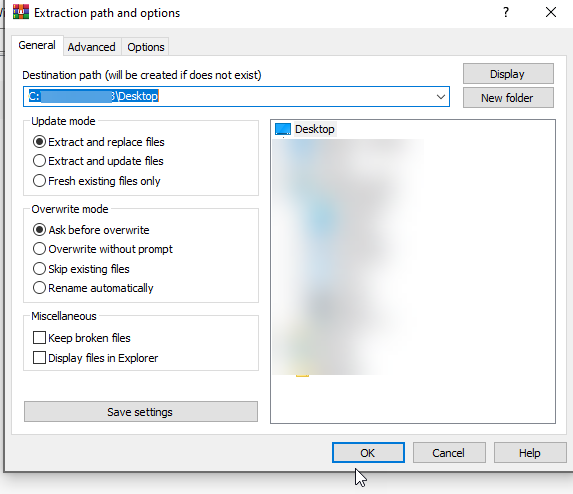 Extraction path and options
General Advanced Options
Destination path (will be created if does not exist)
Display
C: 3\Desktop
New folder
Update mode
Extract and replace files
Extract and update files
Fresh existing files only
Overwrite mode
Ask before overwrite
Overwrite without prompt
Skip existing files
Rename automatically
Miscellaneous
Keep broken files
Display files in Explorer
Save settings
Desktop
OK Cancel Help